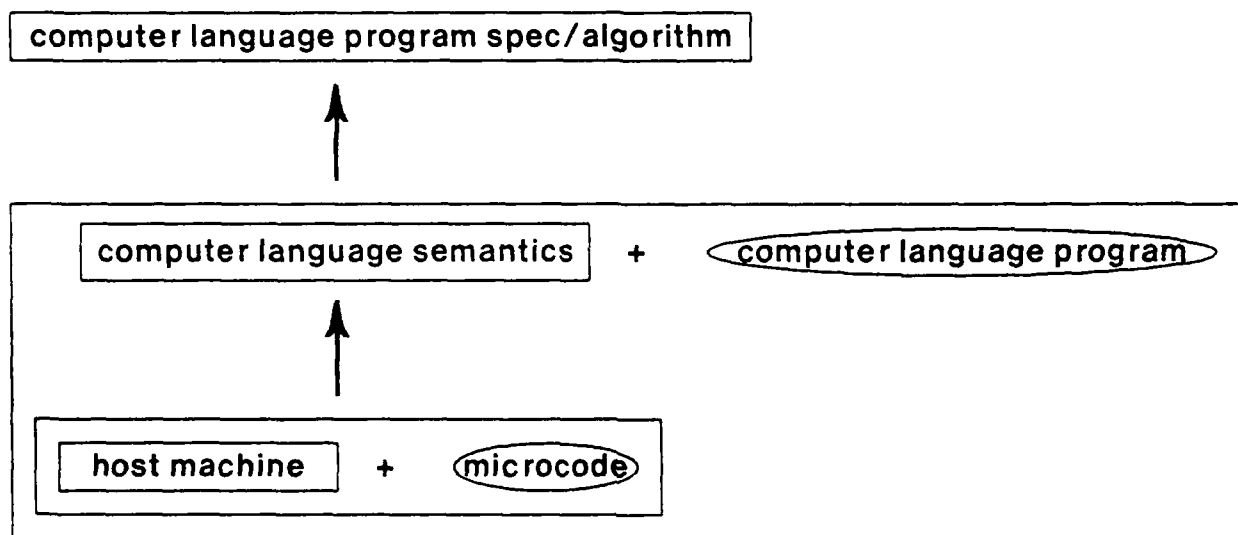 computer language program spec/algorithm
computer language semantics + computer language program
host machine + microcode